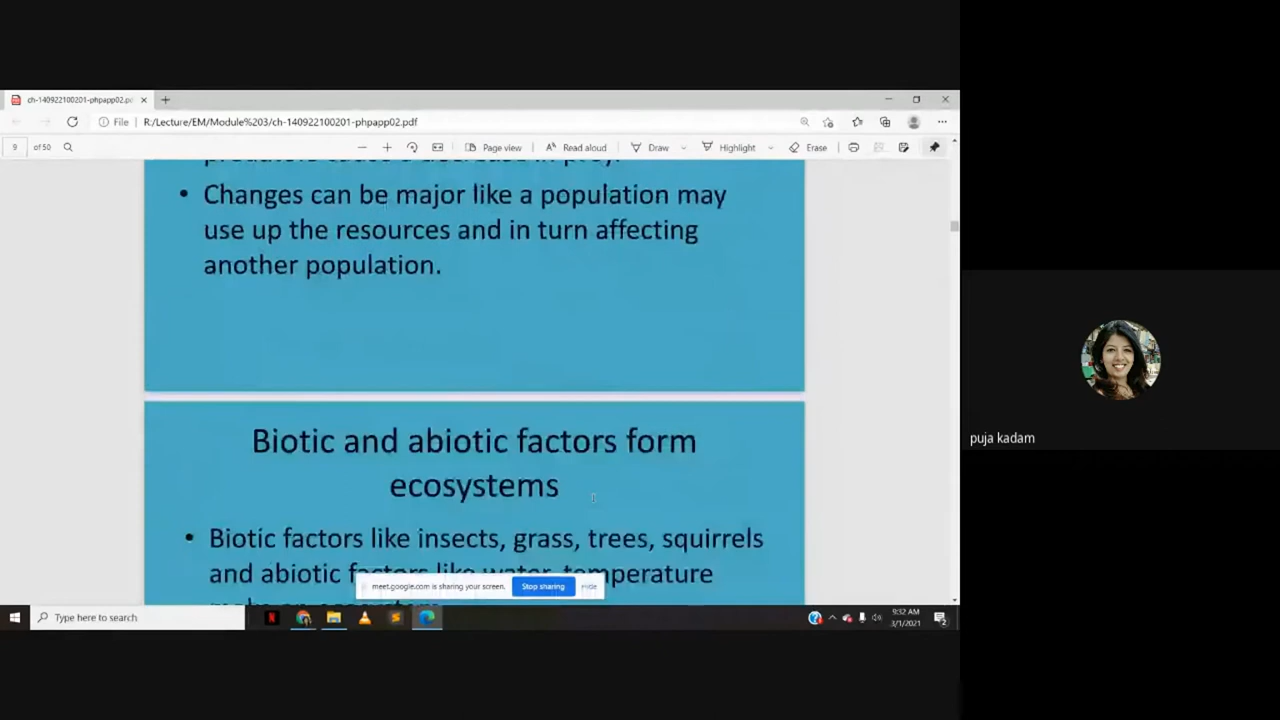 ch-140922100201-phpapp02.pd
File R:/Lecture/EM/Module%203/ch-140922100201-phpapp02.pdf
9 of 50 Page view Read aloud Draw Highlight Erase
predators cause a decrease in prey.
• Changes can be major like a population may
use up the resources and in turn affecting
another population.
Biotic and abiotic factors form
ecosystems
• Biotic factors like insects, grass, trees, squirrels
and abiotic factors like water, temperature
meet.google.com is sharing your screen. Stop sharing Hide
Type here to search
9:32 AM
3/1/2021
2
puja kadam